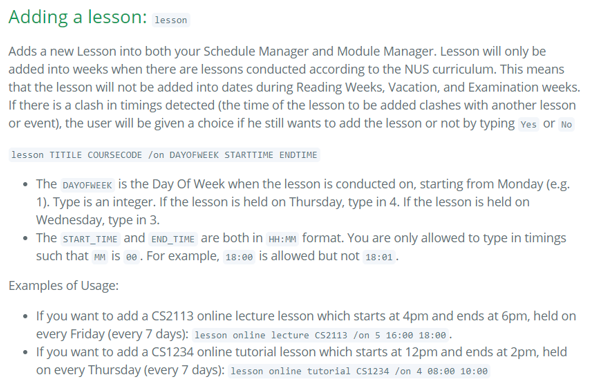 Adding a lesson: lesson
Adds a new Lesson into both your Schedule Manager and Module Manager. Lesson will only be
added into weeks when there are lessons conducted according to the NUS curriculum. This means
that the lesson will not be added into dates during Reading Weeks, Vacation, and Examination weeks.
If there is a clash in timings detected (the time of the lesson to be added clashes with another lesson
or event), the user will be given a choice if he still wants to add the lesson or not by typing Yes or No
lesson TITILE COURSECODE /on DAYOFWEEK STARTTIME ENDTIME
• The DAYOFWEEK is the Day Of Week when the lesson is conducted on, starting from Monday (e.g.
1). Type is an integer. If the lesson is held on Thursday, type in 4. If the lesson is held on
Wednesday, type in 3.
• The START_TIME and END_TIME are both in HH:MM format. You are only allowed to type in timings
such that MM is 00. For example, 18:00 is allowed but not 18:01.
Examples of Usage:
• If you want to add a CS2113 online lecture lesson which starts at 4pm and ends at 6pm, held on
every Friday (every 7 days): lesson online lecture CS2113 /on 5 16:00 18:00.
• If you want to add a CS1234 online tutorial lesson which starts at 12pm and ends at 2pm, held
on every Thursday (every 7 days): lesson online tutorial CS1234 /on 4 08:00 10:00